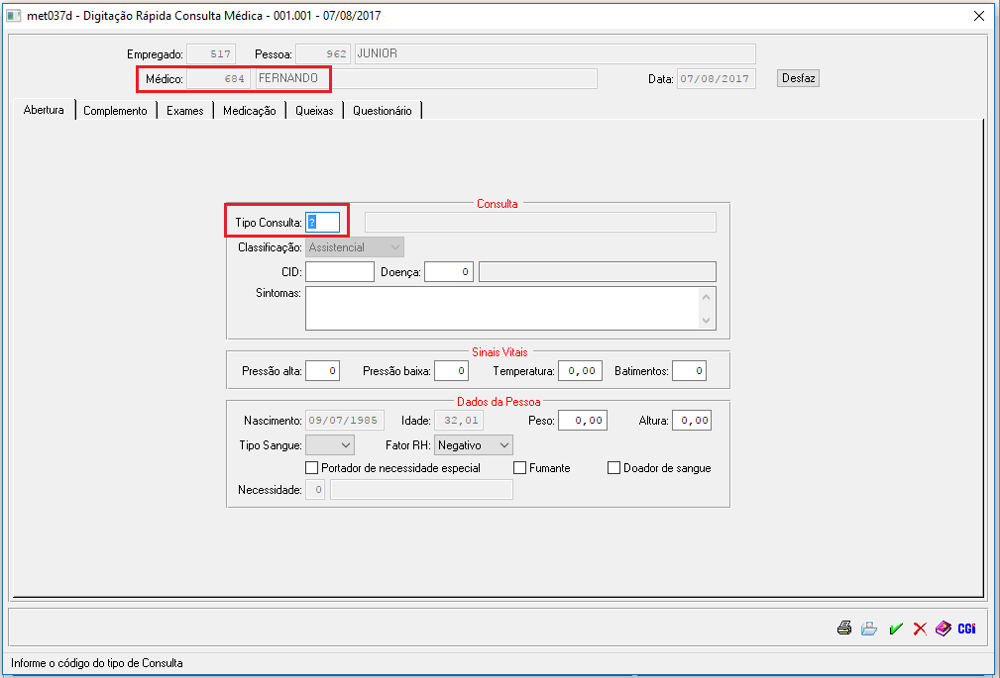 met037d - Digitação Rápida Consulta Médica - 001.001 - 07/08/2017
Empregado: 517 Pessoa: 962 JUNIOR
Médico: 684 FERNANDO Data: 07/08/2017 Desfaz
Abertura Complemento Exames Medicação Queixas Questionário
Consulta
Tipo Consulta: ?
Classificação: Assistencial
CID: Doença: 0
Sintomas:
Sinais Vitais
Pressão alta: 0 Pressão baixa: 0 Temperatura: 0,00 Batimentos: 0
Dados da Pessoa
Nascimento: 09/07/1985 Idade: 32,01 Peso: 0,00 Altura: 0,00
Tipo Sangue: Fator RH: Negativo
Portador de necessidade especial Fumante Doador de sangue
Necessidade: 0
CGI
Informe o código do tipo de Consulta